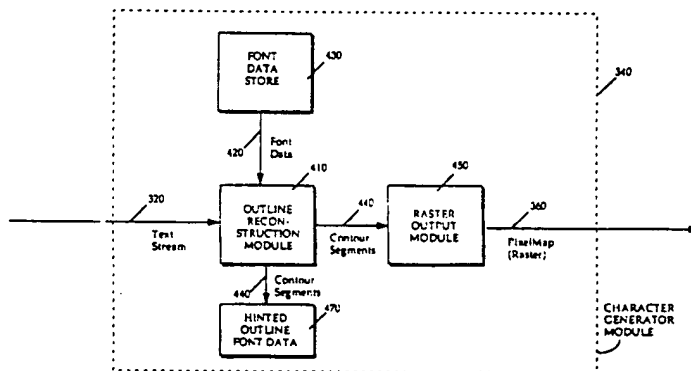 FONT
DATA
STORE
430
340
420
Font
Data
410
450
320
Text
Stream
OUTLINE
RECON-
STRUCTION
MODULE
440
Contour
Segments
RASTER
OUTPUT
MODULE
360
PixelMap
(Raster)
440
Contour
Segments
470
HINTED
OUTLINE
FONT DATA
CHARACTER
GENERATOR
MODULE